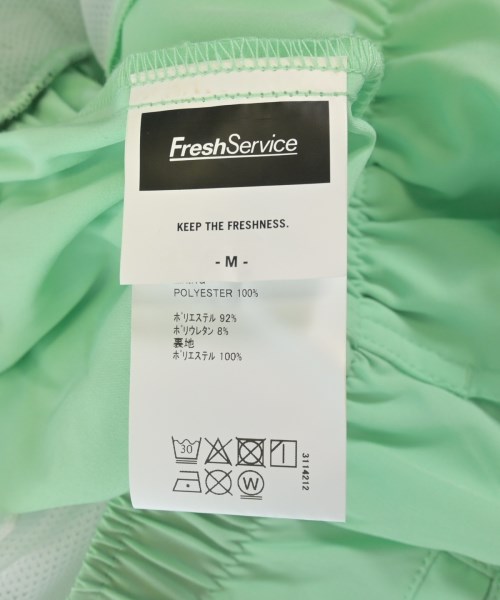 FreshService
KEEP THE FRESHNESS.
- M -
POLYESTER 100%
ポリエステル 92%
ポリウレタン 8%
裏地
ポリエステル 100%
30
W
3114212